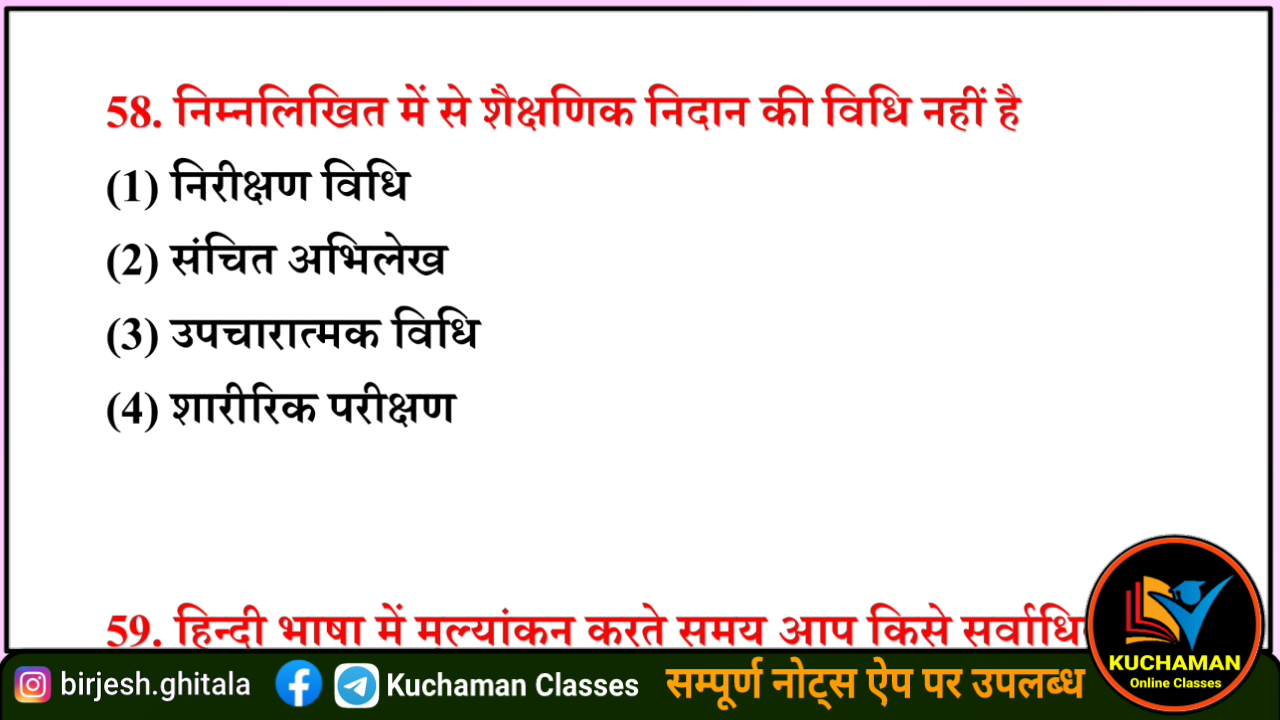 58. निम्नलिखित में से शैक्षणिक निदान की विधि नहीं है
(1) निरीक्षण विधि
(2) संचित अभिलेख
(3) उपचारात्मक विधि
(4) शारीरिक परीक्षण
59. हिन्दी भाषा में मूल्यांकन करते समय आप किसे
birjesh.ghitala
Kuchaman Classes
सम्पूर्ण नोट्स ऐप पर उपलब्ध
KUCHAMAN
Online Classes